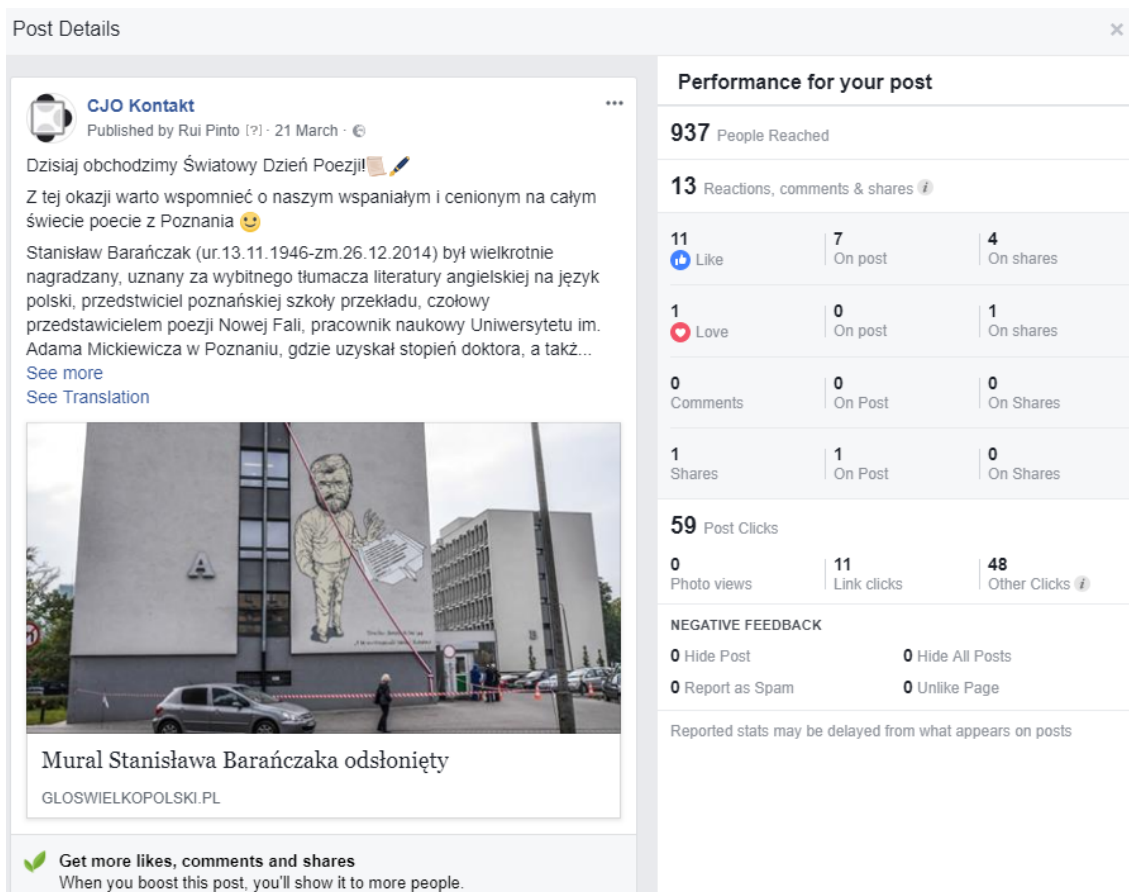 Post Details
CJO Kontakt
Published by Rui Pinto [?] · 21 March ·
Dzisiaj obchodzimy Światowy Dzień Poezji!
Z tej okazji warto wspomnieć o naszym wspaniałym i cenionym na całym
świecie poecie z Poznania
Stanisław Barańczak (ur.13.11.1946-zm.26.12.2014) był wielkrotnie
nagradzany, uznany za wybitnego tłumacza literatury angielskiej na język
polski, przedstwiciel poznańskiej szkoły przekładu, czołowy
przedstawicielem poezji Nowej Fali, pracownik naukowy Uniwersytetu im.
Adama Mickiewicza w Poznaniu, gdzie uzyskał stopień doktora, a takż...
See more
See Translation
A
Mural Stanisława Barańczaka odsłonięty
GLOSWIELKOPOLSKI.PL
Get more likes, comments and shares
When you boost this post, you'll show it to more people.
Performance for your post
937 People Reached
13 Reactions, comments & shares
11 7 4
Like On post On shares
1 0 1
Love On post On shares
0 0 0
Comments On Post On Shares
1 1 0
Shares On Post On Shares
59 Post Clicks
0 11 48
Photo views Link clicks Other Clicks
NEGATIVE FEEDBACK
0 Hide Post 0 Hide All Posts
0 Report as Spam 0 Unlike Page
Reported stats may be delayed from what appears on posts